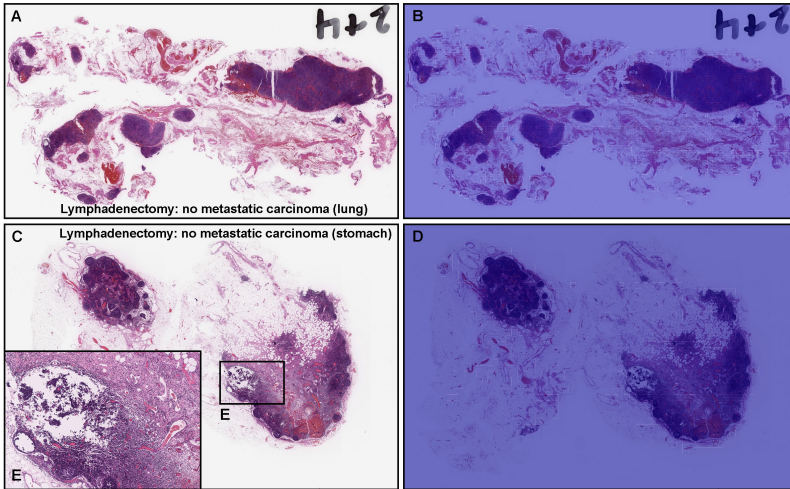 A
B
Lymphadenectomy: no metastatic carcinoma (lung)
C
Lymphadenectomy: no metastatic carcinoma (stomach)
D
E
E